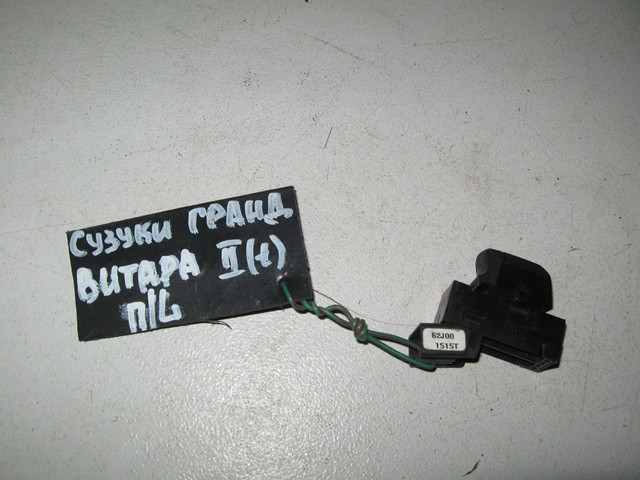 СУЗУКИ ГРАНД
ВИТАРА II(t)
П/L
62J00
1515T